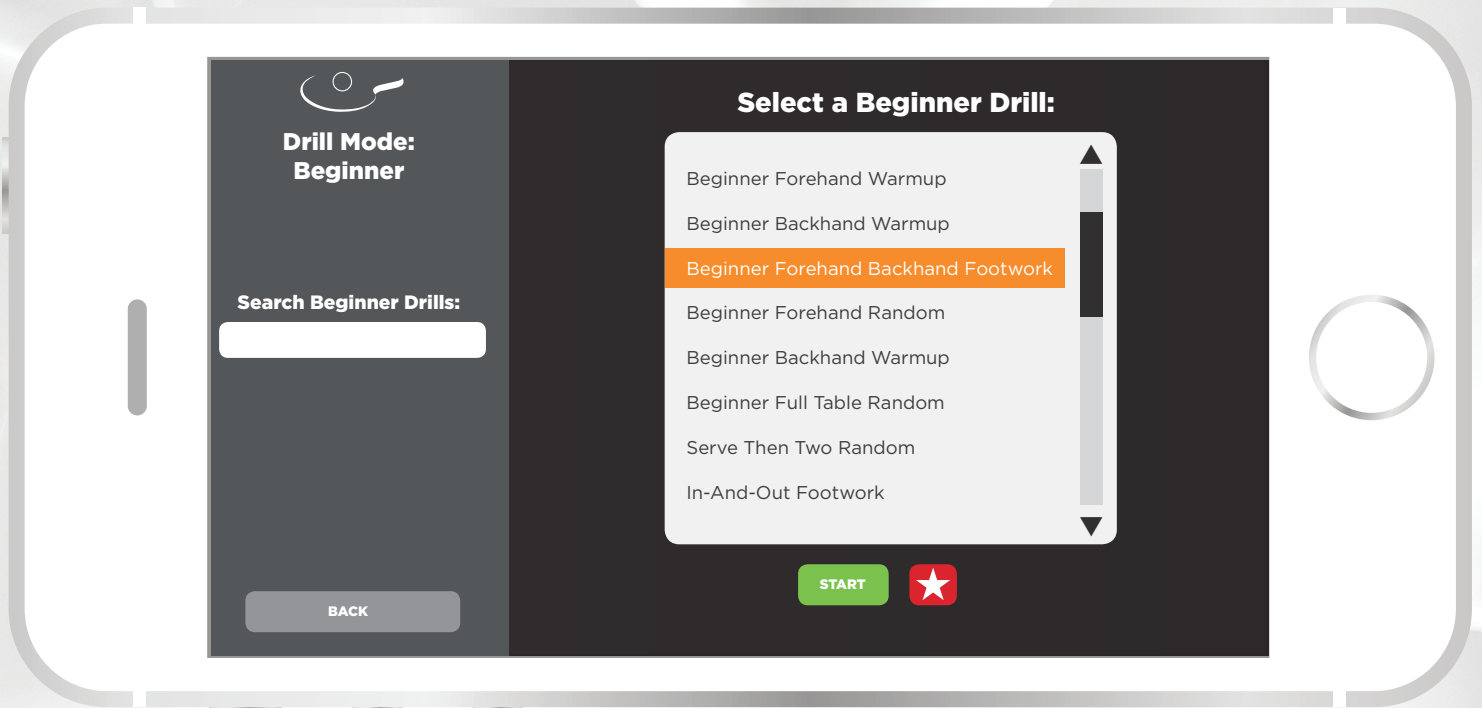 Drill Mode:
Beginner
Search Beginner Drills:
BACK
Select a Beginner Drill:
Beginner Forehand Warmup
Beginner Backhand Warmup
Beginner Forehand Backhand Footwork
Beginner Forehand Random
Beginner Backhand Warmup
Beginner Full Table Random
Serve Then Two Random
In-And-Out Footwork
START